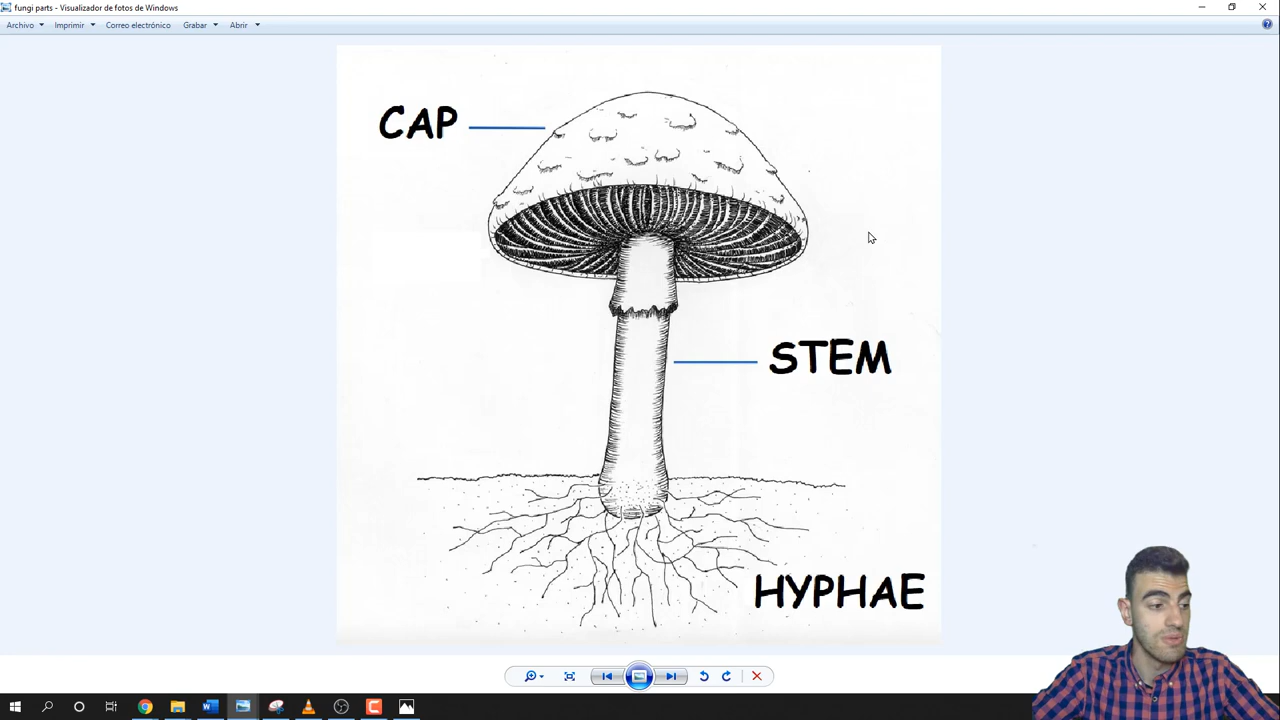 fungi parts - Visualizador de fotos de Windows
Archivo Imprimir Correo electrónico Grabar Abrir
CAP
STEM
HYPHAE